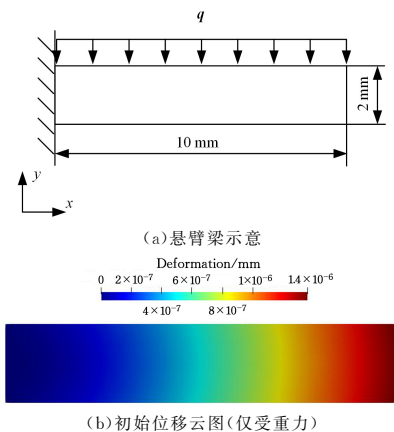 q
2 mm
10 mm
y
x
(a)悬臂梁示意
Deformation/mm
0 2×10⁻⁷ 6×10⁻⁷ 1×10⁻⁶ 1.4×10⁻⁶
4×10⁻⁷ 8×10⁻⁷
(b)初始位移云图(仅受重力)